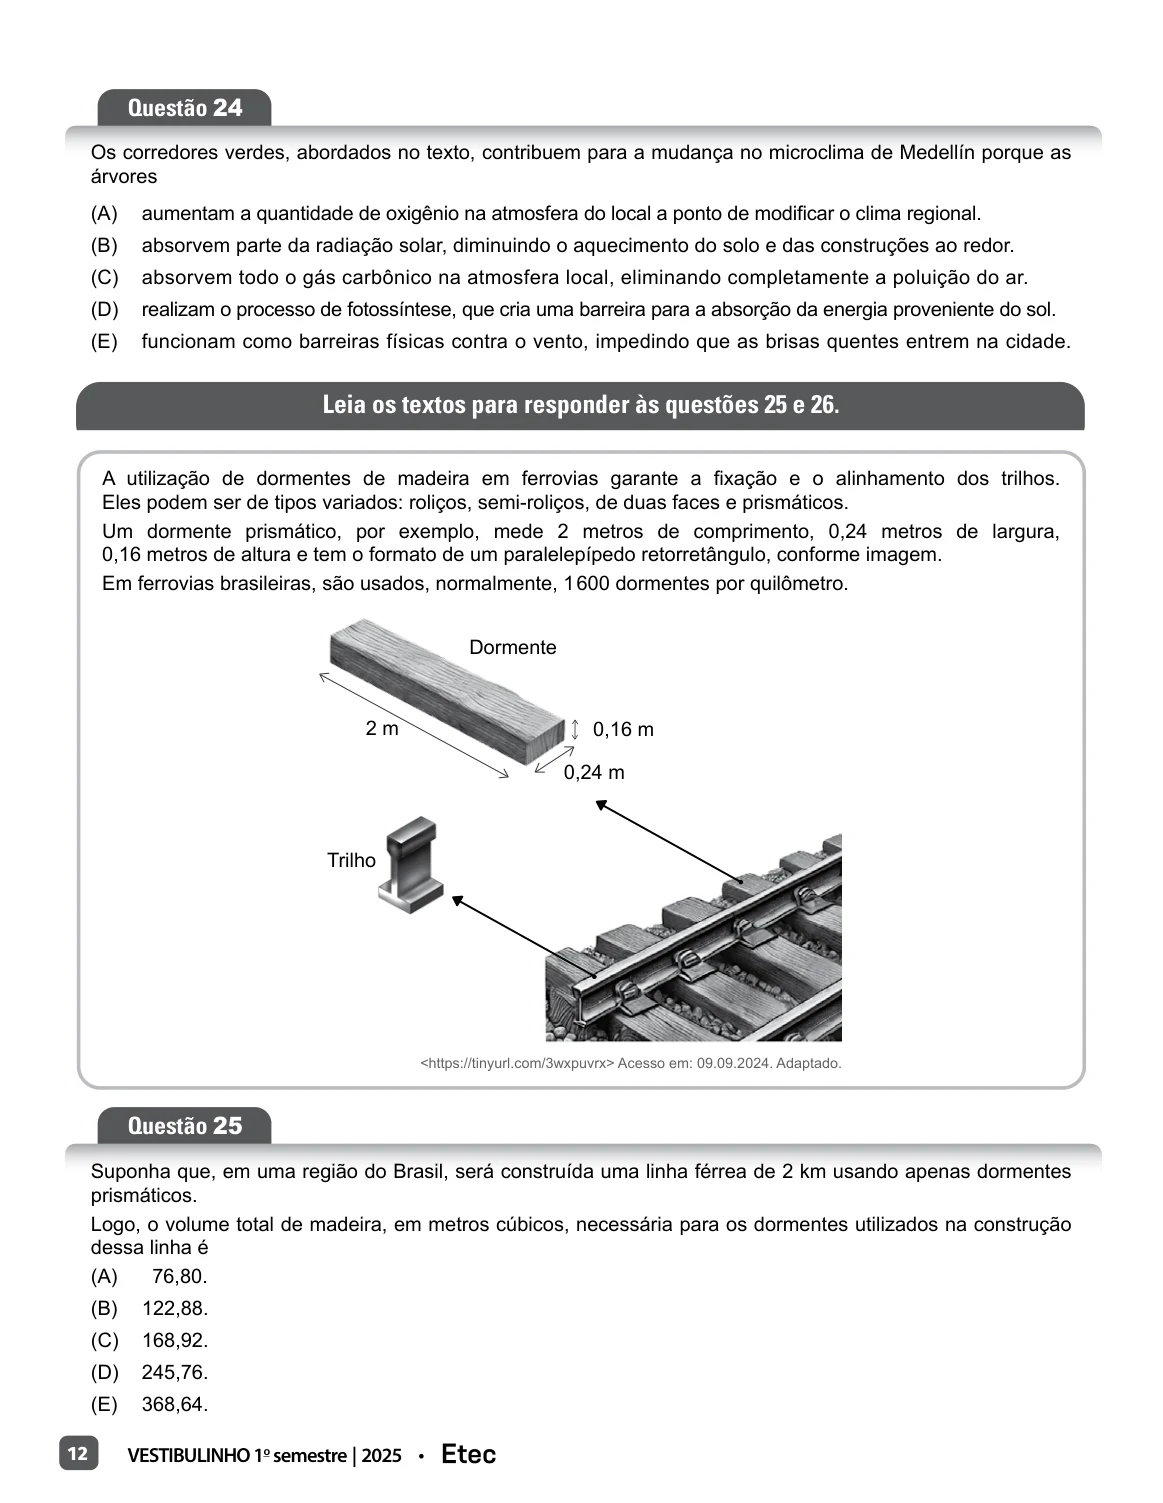 Questão 24
Os corredores verdes, abordados no texto, contribuem para a mudança no microclima de Medellín porque as
árvores
(A) aumentam a quantidade de oxigênio na atmosfera do local a ponto de modificar o clima regional.
(B) absorvem parte da radiação solar, diminuindo o aquecimento do solo e das construções ao redor.
(C) absorvem todo o gás carbônico na atmosfera local, eliminando completamente a poluição do ar.
(D) realizam o processo de fotossíntese, que cria uma barreira para a absorção da energia proveniente do sol.
(E) funcionam como barreiras físicas contra o vento, impedindo que as brisas quentes entrem na cidade.
Leia os textos para responder às questões 25 e 26.
A utilização de dormentes de madeira em ferrovias garante a fixação e o alinhamento dos trilhos.
Eles podem ser de tipos variados: roliços, semi-roliços, de duas faces e prismáticos.
Um dormente prismático, por exemplo, mede 2 metros de comprimento, 0,24 metros de largura,
0,16 metros de altura e tem o formato de um paralelepípedo retorretângulo, conforme imagem.
Em ferrovias brasileiras, são usados, normalmente, 1 600 dormentes por quilômetro.
Dormente
2 m
0,16 m
0,24 m
Trilho
<https://tinyurl.com/3wxpuvrx> Acesso em: 09.09.2024. Adaptado.
Questão 25
Suponha que, em uma região do Brasil, será construída uma linha férrea de 2 km usando apenas dormentes
prismáticos.
Logo, o volume total de madeira, em metros cúbicos, necessária para os dormentes utilizados na construção
dessa linha é
(A) 76,80.
(B) 122,88.
(C) 168,92.
(D) 245,76.
(E) 368,64.
12 VESTIBULINHO 1º semestre | 2025 • Etec